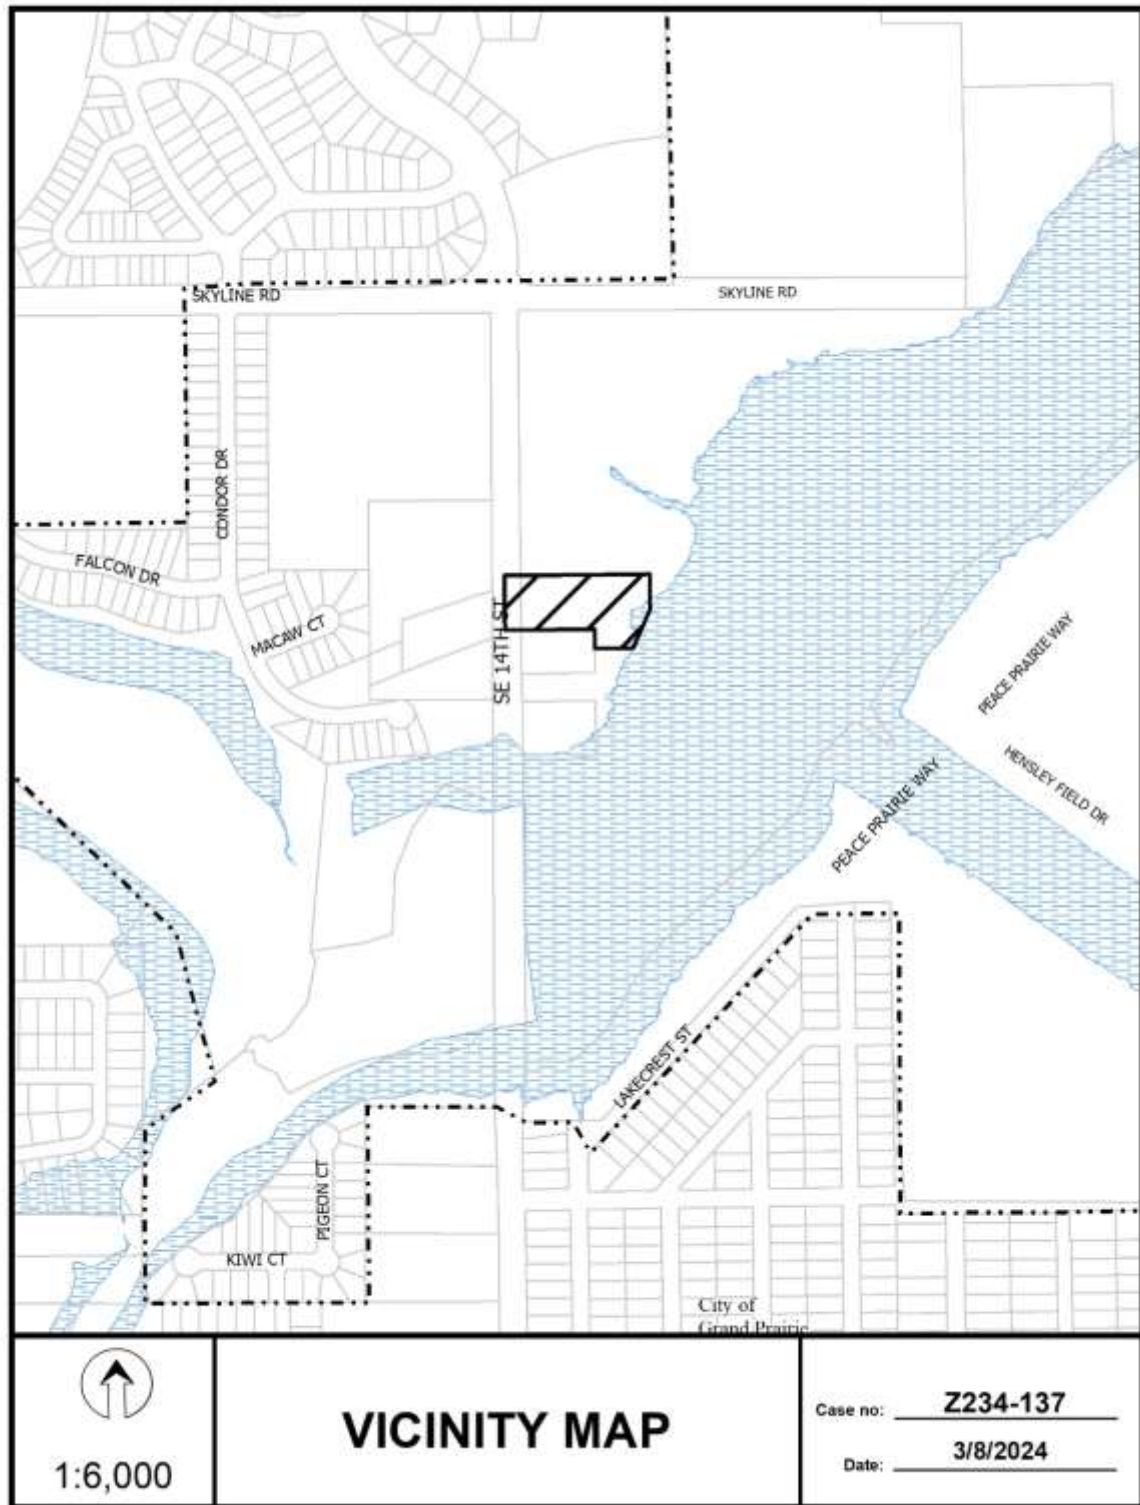 SKYLINE RD
SKYLINE RD
CONDOR DR
FALCON DR
MACAW CT
SE 14TH ST
PEACE PRAIRIE WAY
HENSLEY FIELD DR
PEACE PRAIRIE WAY
LAKECREST ST
PIGEON CT
KIWI CT
City of
Grand Prairie
1:6,000
VICINITY MAP
Case no: Z234-137
Date: 3/8/2024